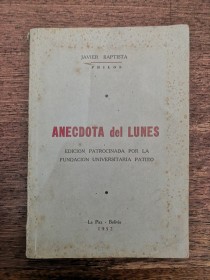 JAVIER BAPTISTA
ANECDOTA del LUNES
EDICION PATROCINADA POR LA
FUNDACION UNIVERSITARIA PATIÑO
La Paz - Bolivia